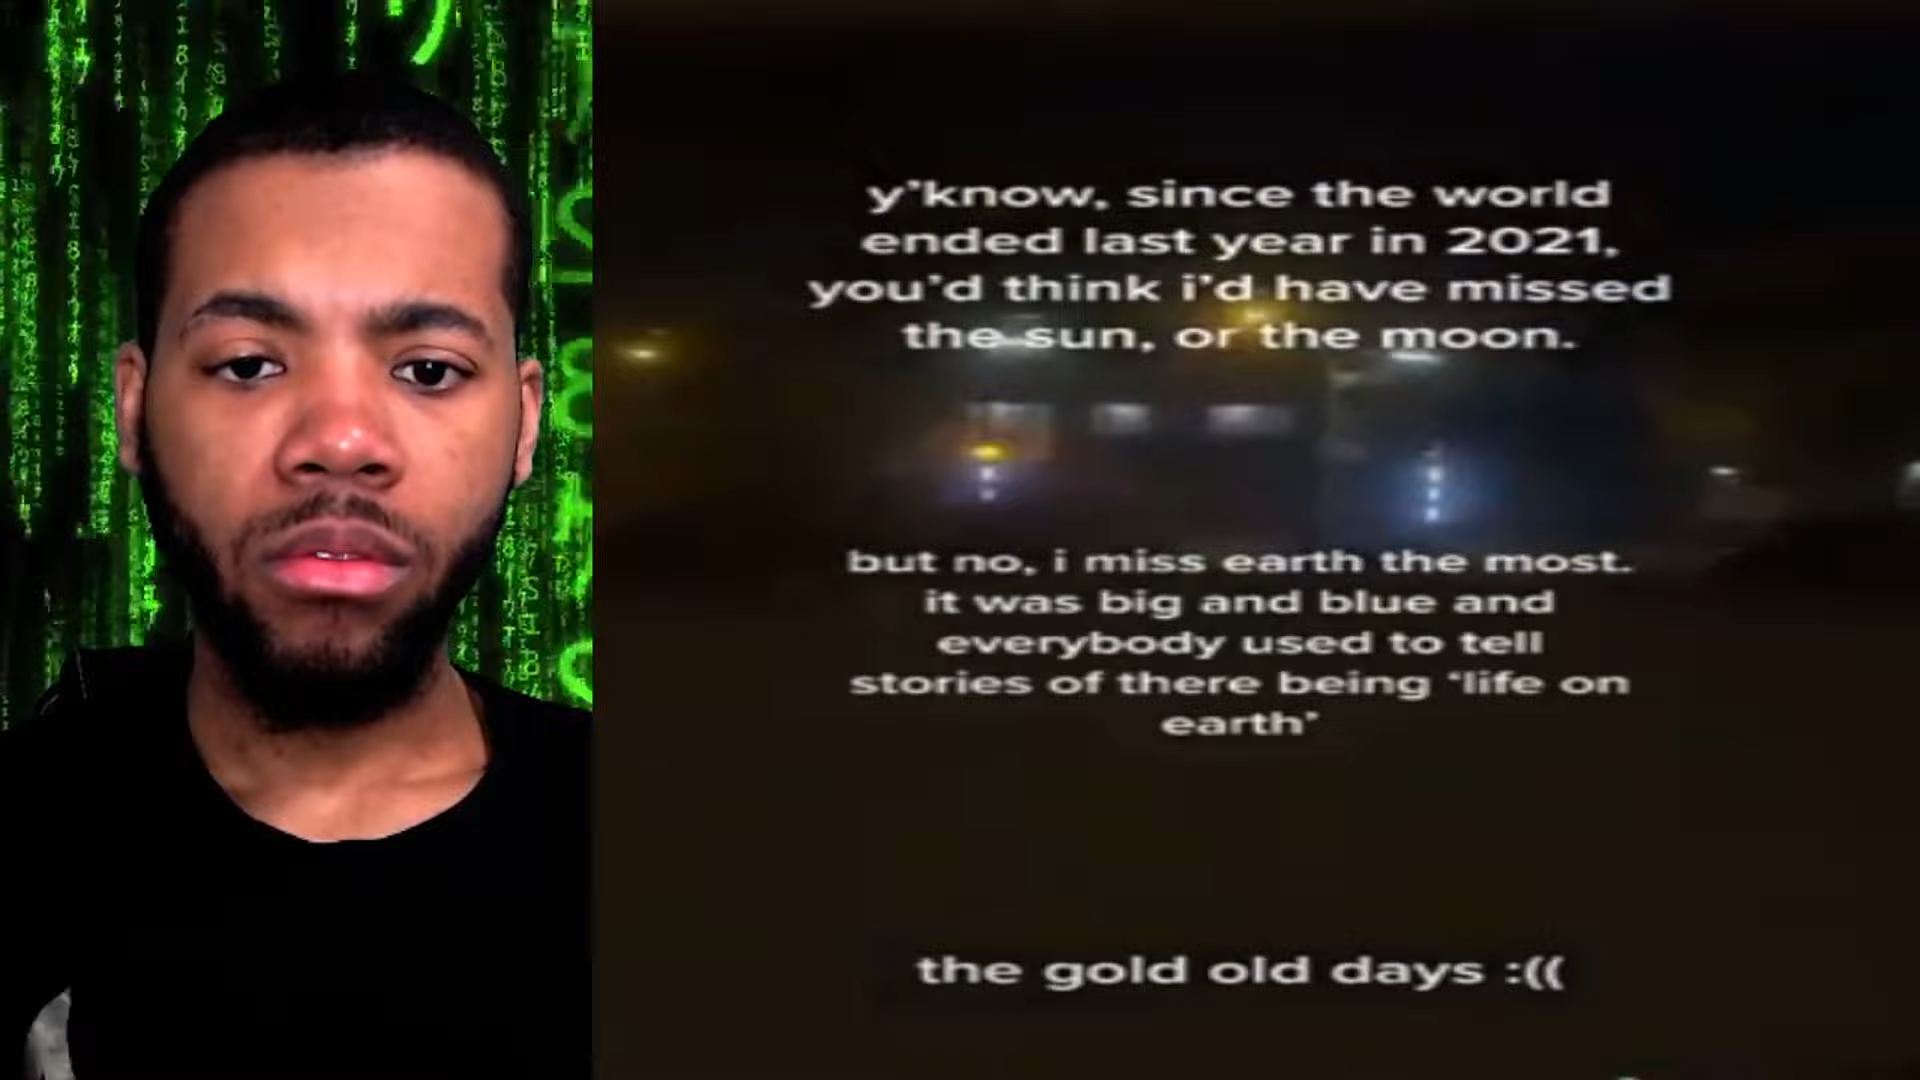 y'know, since the world
ended last year in 2021,
you'd think i'd have missed
the sun, or the moon.
but no, i miss earth the most.
it was big and blue and
everybody used to tell
stories of there being 'life on
earth'
the gold old days :((